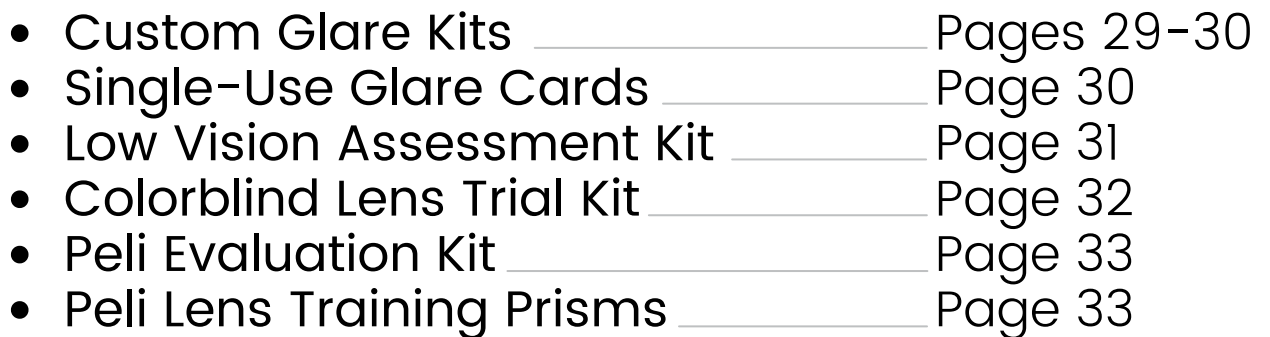 • Custom Glare Kits Pages 29-30
• Single-Use Glare Cards Page 30
• Low Vision Assessment Kit Page 31
• Colorblind Lens Trial Kit Page 32
• Peli Evaluation Kit Page 33
• Peli Lens Training Prisms Page 33